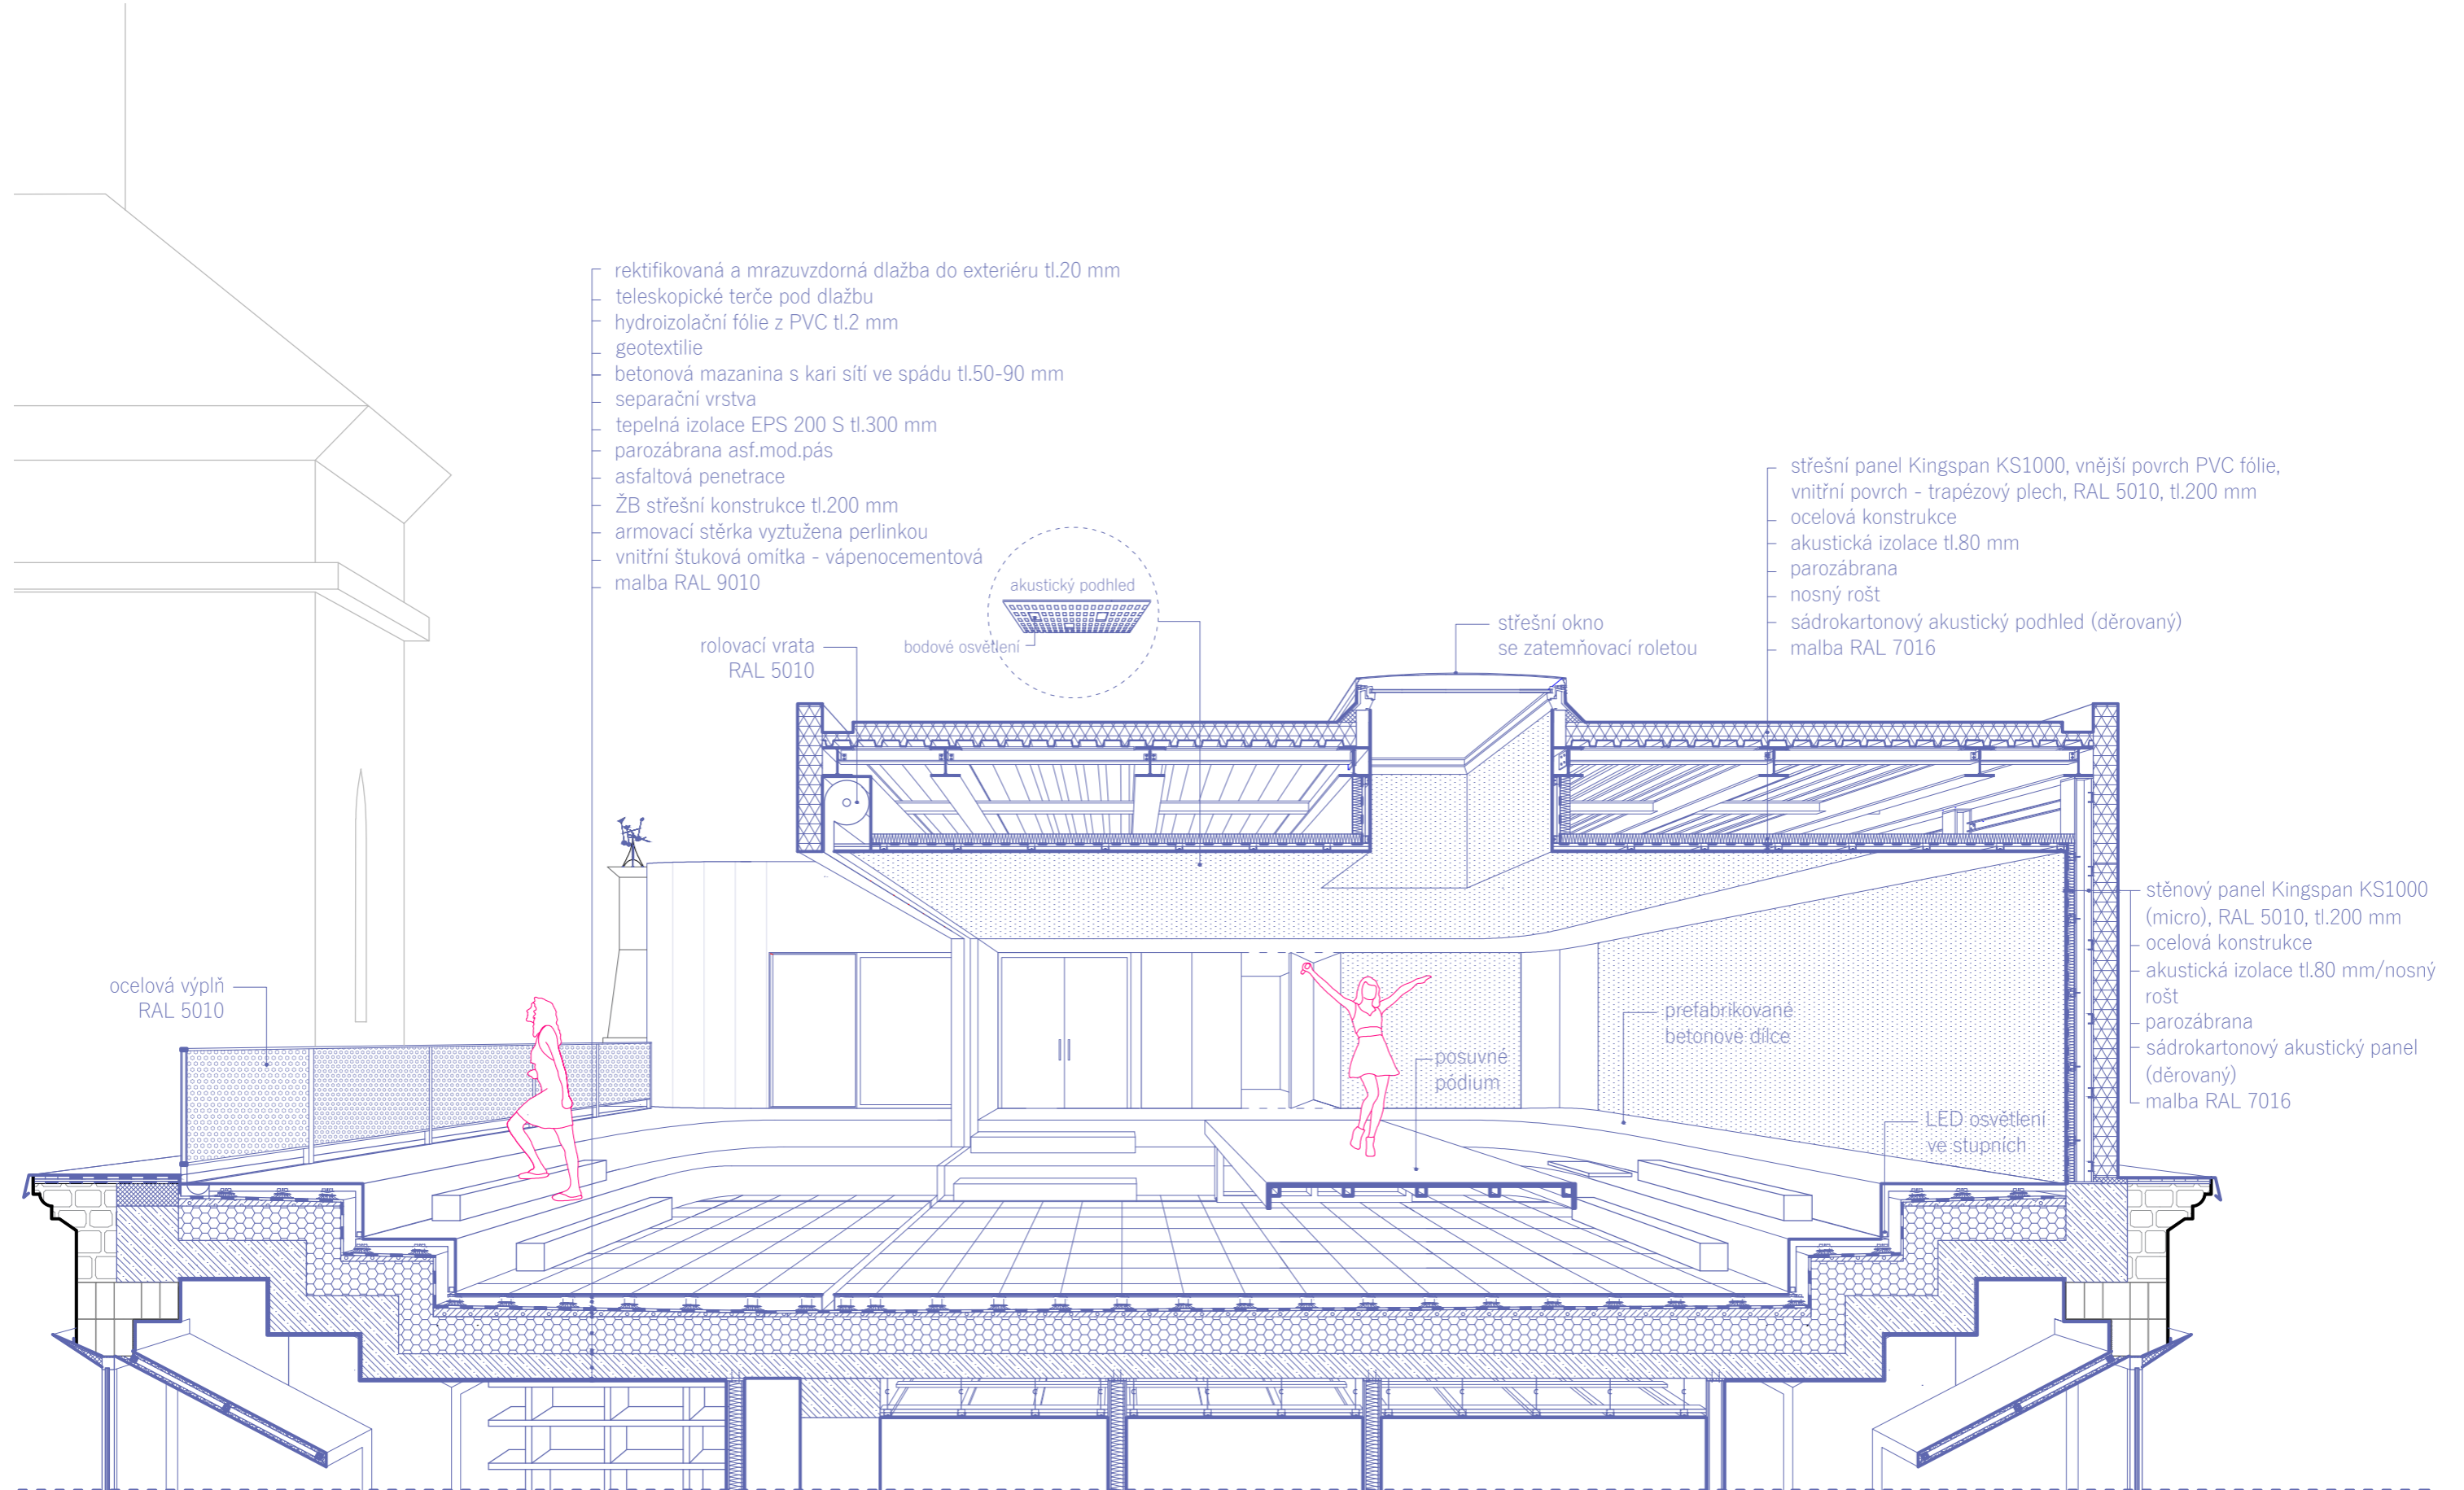 rektifikovaná a mrazuvzdorná dlažba do exteriéru tl.20 mm
teleskopické terče pod dlažbu
hydroizolační fólie z PVC tl.2 mm
geotextilie
betonová mazanina s kari sítí ve spádu tl.50-90 mm
separační vrstva
tepelná izolace EPS 200 S tl.300 mm
parozábrana asf.mod.pás
asfaltová penetrace
ŽB střešní konstrukce tl.200 mm
armovací stěrka vyztužena perlinkou
vnitřní štuková omítka - vápenocementová
malba RAL 9010
akustický podhled
bodové osvětlení
rolovací vrata
RAL 5010
střešní okno
se zatemňovací roletou
střešní panel Kingspan KS1000, vnější povrch PVC fólie,
vnitřní povrch - trapézový plech, RAL 5010, tl.200 mm
ocelová konstrukce
akustická izolace tl.80 mm
parozábrana
nosný rošt
sádrokartonový akustický podhled (děrovaný)
malba RAL 7016
stěnový panel Kingspan KS1000
(micro), RAL 5010, tl.200 mm
ocelová konstrukce
akustická izolace tl.80 mm/nosný
rošt
parozábrana
sádrokartonový akustický panel
(děrovaný)
malba RAL 7016
ocelová výplň
RAL 5010
prefabrikované
betonové dílce
posuvné
pódium
LED osvětlení
ve stupních